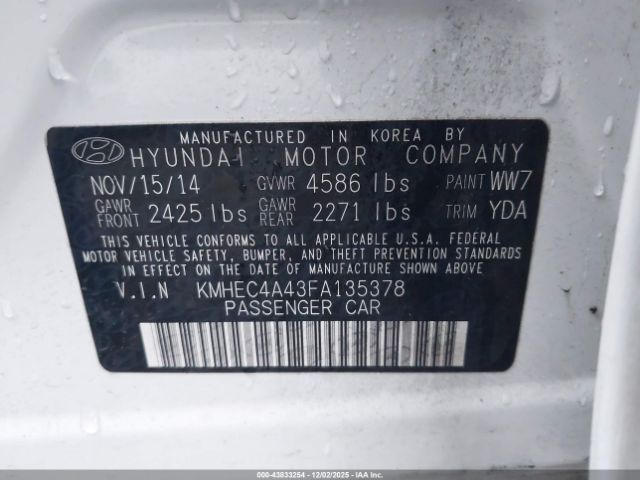 MANUFACTURED IN KOREA BY
HYUNDAI MOTOR COMPANY
NOV/15/14 GVWR 4586 lbs PAINT WW7
GAWR FRONT 2425 lbs GAWR REAR 2271 lbs TRIM YDA
THIS VEHICLE CONFORMS TO ALL APPLICABLE U.S.A. FEDERAL
MOTOR VEHICLE SAFETY, BUMPER, AND THEFT PREVENTION STANDARDS
IN EFFECT ON THE DATE OF MANUFACTURE SHOWN ABOVE
V.I.N KMHEC4A43FA135378
PASSENGER CAR
000-43833254 | 12/02/2025 - IAA Inc.